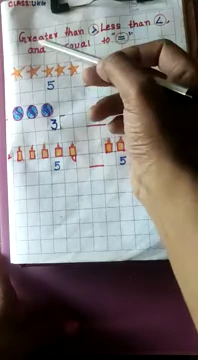 CLASS: UKG
Greater than > Less than <,
and equal to "="
5
3
5 5